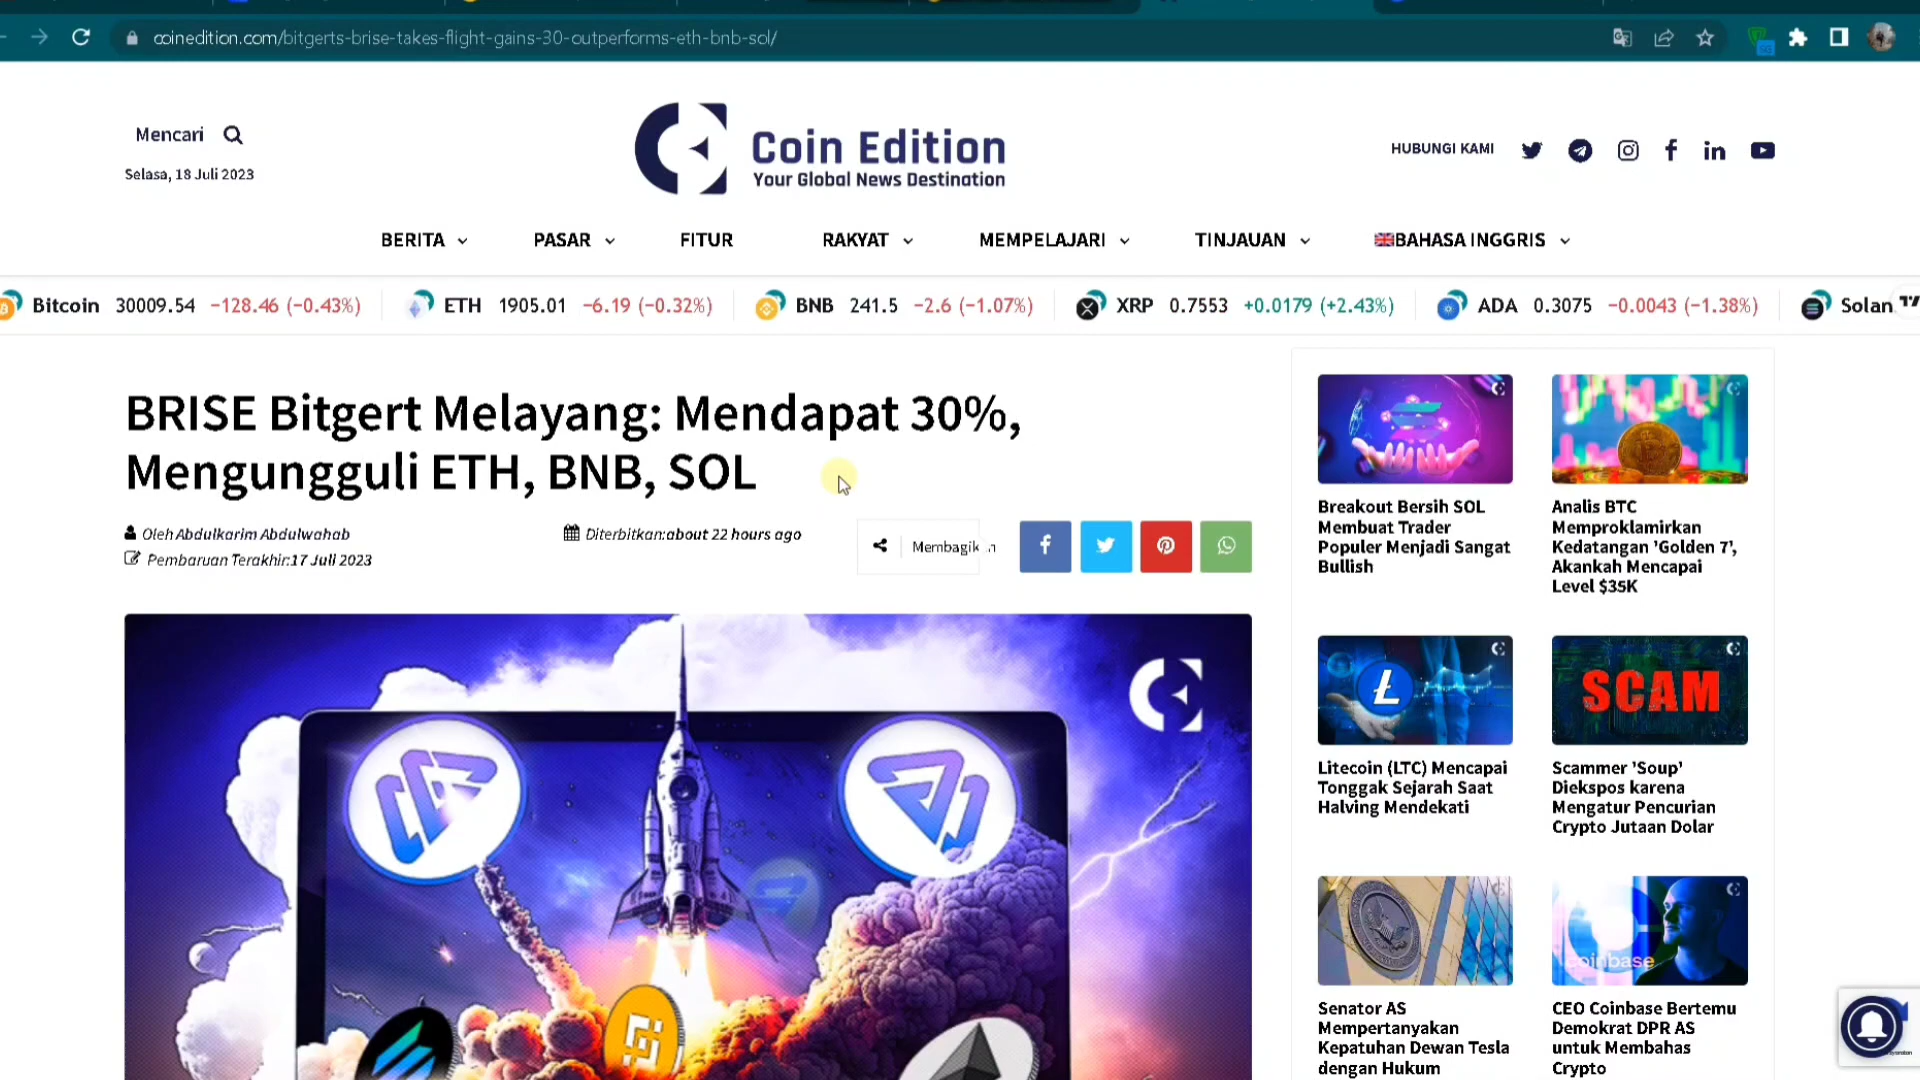 coinedition.com/bitgerts-brise-takes-flight-gains-30-outperforms-eth-bnb-sol/
Mencari
Selasa, 18 Juli 2023
Coin Edition
Your Global News Destination
HUBUNGI KAMI
BERITA
PASAR
FITUR
RAKYAT
MEMPELAJARI
TINJAUAN
BAHASA INGGRIS
Bitcoin 30009.54 −128.46 (−0.43%)
ETH 1905.01 −6.19 (−0.32%)
BNB 241.5 −2.6 (−1.07%)
XRP 0.7553 +0.0179 (+2.43%)
ADA 0.3075 −0.0043 (−1.38%)
Solan
BRISE Bitgert Melayang: Mendapat 30%,
Mengungguli ETH, BNB, SOL
Oleh Abdulkarim Abdulwahab
Diterbitkan:about 22 hours ago
Pembaruan Terakhir:17 Juli 2023
Membagik
Breakout Bersih SOL
Membuat Trader
Populer Menjadi Sangat
Bullish
Analis BTC
Memproklamirkan
Kedatangan 'Golden 7',
Akankah Mencapai
Level $35K
Litecoin (LTC) Mencapai
Tonggak Sejarah Saat
Halving Mendekati
SCAM
Scammer 'Soup'
Diekspos karena
Mengatur Pencurian
Crypto Jutaan Dolar
Senator AS
Mempertanyakan
Kepatuhan Dewan Tesla
dengan Hukum
coinbase
CEO Coinbase Bertemu
Demokrat DPR AS
untuk Membahas
Crypto